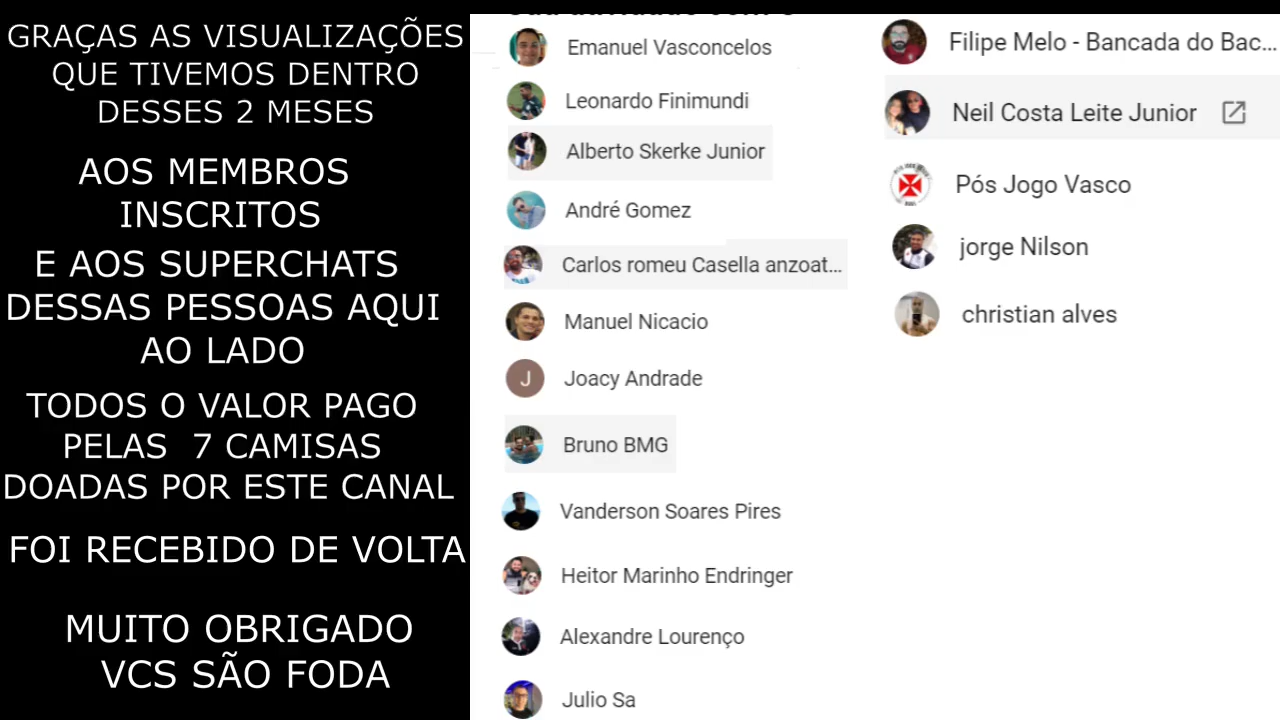 GRAÇAS AS VISUALIZAÇÕES
QUE TIVEMOS DENTRO
DESSES 2 MESES
AOS MEMBROS
INSCRITOS
E AOS SUPERCHATS
DESSAS PESSOAS AQUI
AO LADO
TODOS O VALOR PAGO
PELAS 7 CAMISAS
DOADAS POR ESTE CANAL
FOI RECEBIDO DE VOLTA
MUITO OBRIGADO
VCS SÃO FODA
Emanuel Vasconcelos
Leonardo Finimundi
Alberto Skerke Junior
André Gomez
Carlos romeu Casella anzoat...
Manuel Nicacio
J
Joacy Andrade
Bruno BMG
Vanderson Soares Pires
Heitor Marinho Endringer
Alexandre Lourenço
Julio Sa
Filipe Melo - Bancada do Bac...
Neil Costa Leite Junior
Pós Jogo Vasco
jorge Nilson
christian alves